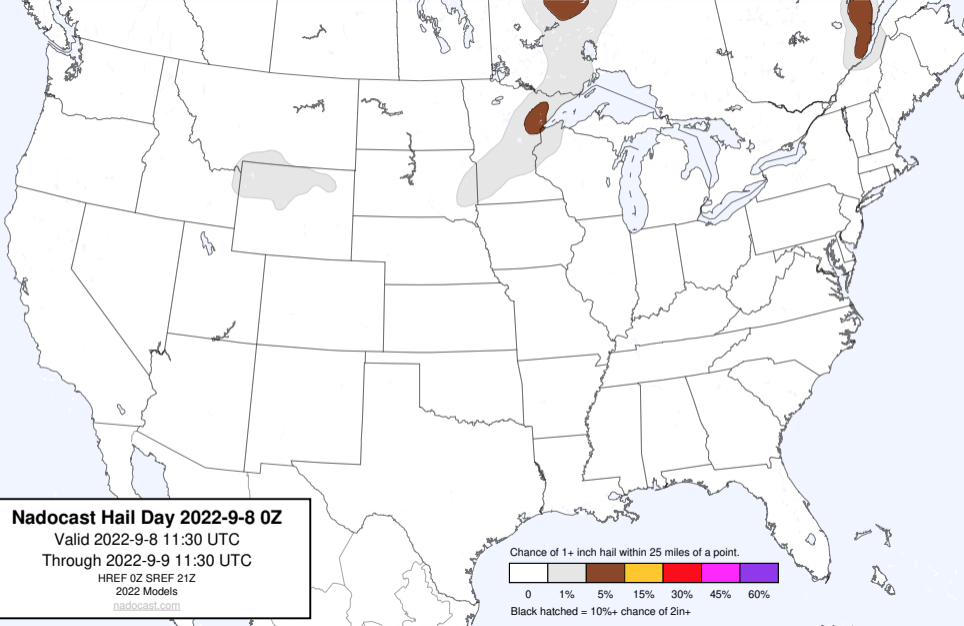 Nadocast Hail Day 2022-9-8 0Z
Valid 2022-9-8 11:30 UTC
Through 2022-9-9 11:30 UTC
HREF 0Z SREF 21Z
2022 Models
nadocast.com
Chance of 1+ inch hail within 25 miles of a point.
0 1% 5% 15% 30% 45% 60%
Black hatched = 10%+ chance of 2in+